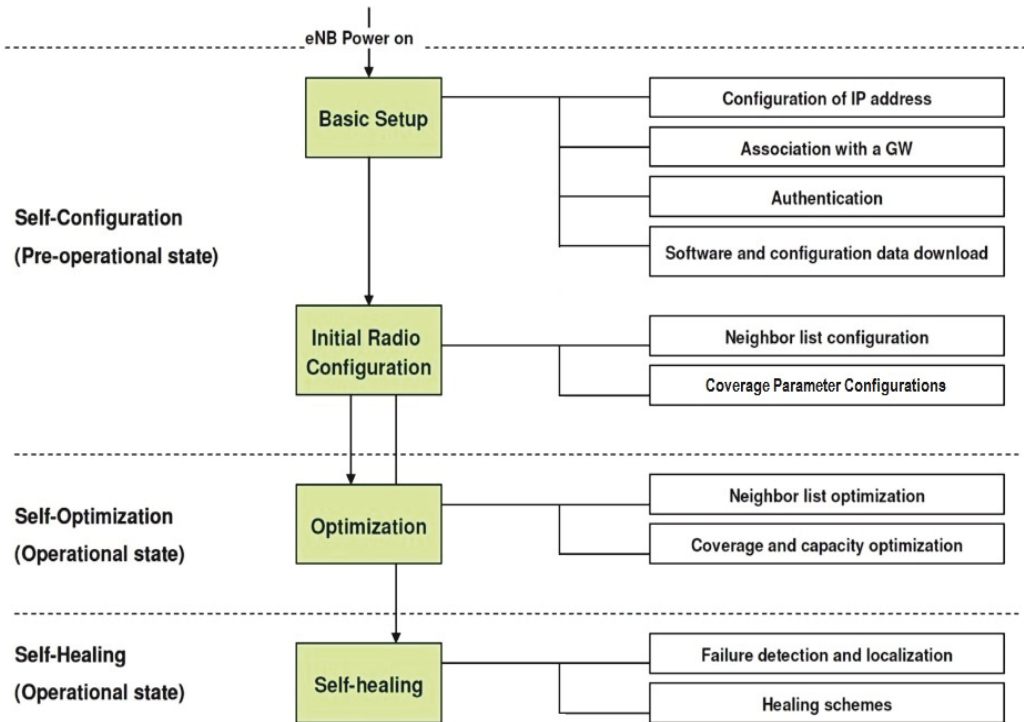 eNB Power on
Basic Setup
Configuration of IP address
Association with a GW
Authentication
Software and configuration data download
Self-Configuration
(Pre-operational state)
Initial Radio
Configuration
Neighbor list configuration
Coverage Parameter Configurations
Self-Optimization
(Operational state)
Optimization
Neighbor list optimization
Coverage and capacity optimization
Self-Healing
(Operational state)
Self-healing
Failure detection and localization
Healing schemes